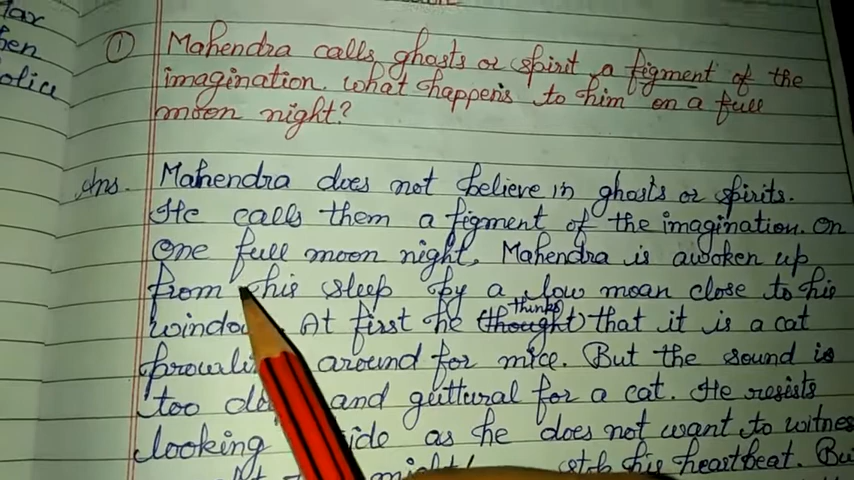 ① Mahendra calls ghosts or spirit a figment of the
imagination. what happens to him on a full
moon night?
Ans. Mahendra does not believe in ghosts or spirits.
He calls them a figment of the imagination. On
one full moon night, Mahendra is awoken up
from his sleep by a low moan close to his
At first he (thought) thinks that it is a cat
around for mice. But the sound is
too and guttural for a cat. He resists
looking as he does not want to witness
his heartbeat.